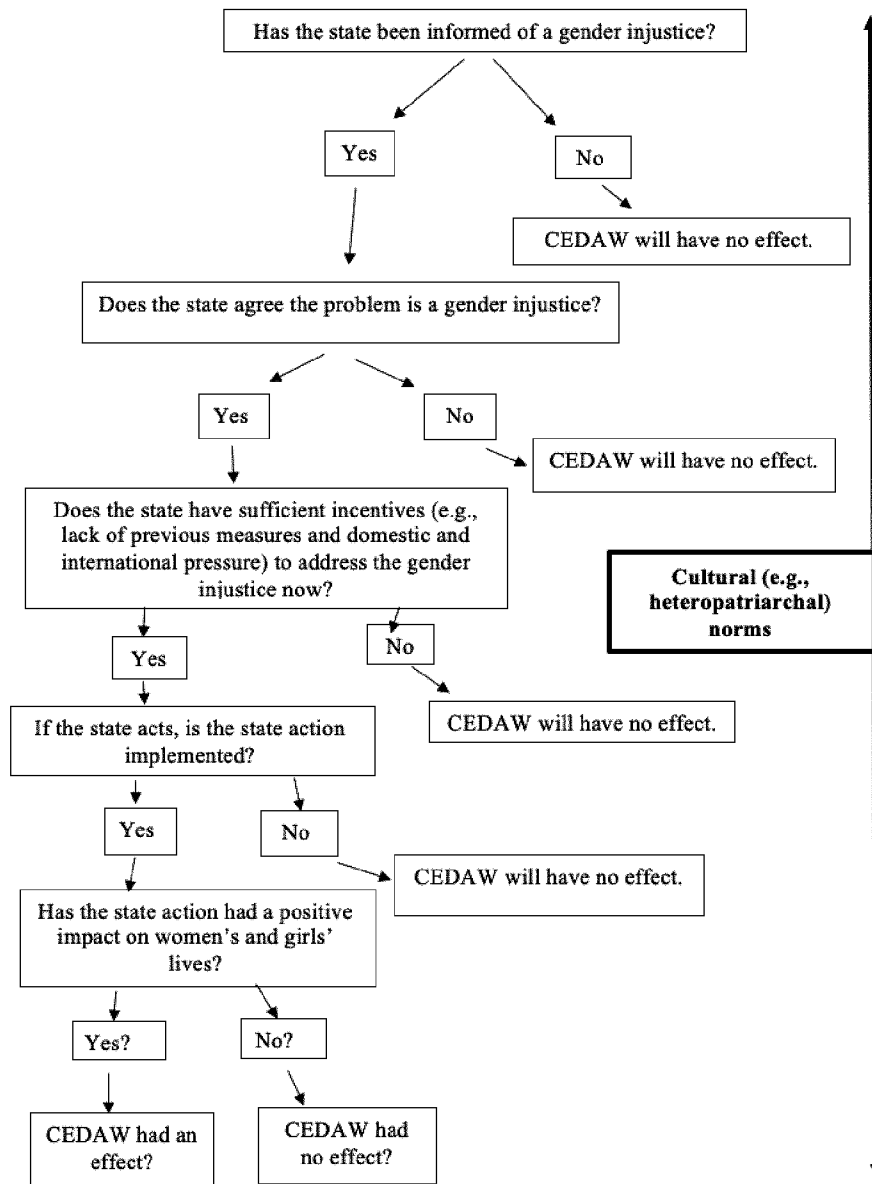 Has the state been informed of a gender injustice?
Yes
No
CEDAW will have no effect.
Does the state agree the problem is a gender injustice?
Yes
No
CEDAW will have no effect.
Does the state have sufficient incentives (e.g.,
lack of previous measures and domestic and
international pressure) to address the gender
injustice now?
Cultural (e.g.,
heteropatriarchal)
norms
Yes
No
CEDAW will have no effect.
If the state acts, is the state action
implemented?
Yes
No
CEDAW will have no effect.
Has the state action had a positive
impact on women's and girls'
lives?
Yes?
No?
CEDAW had an
effect?
CEDAW had
no effect?